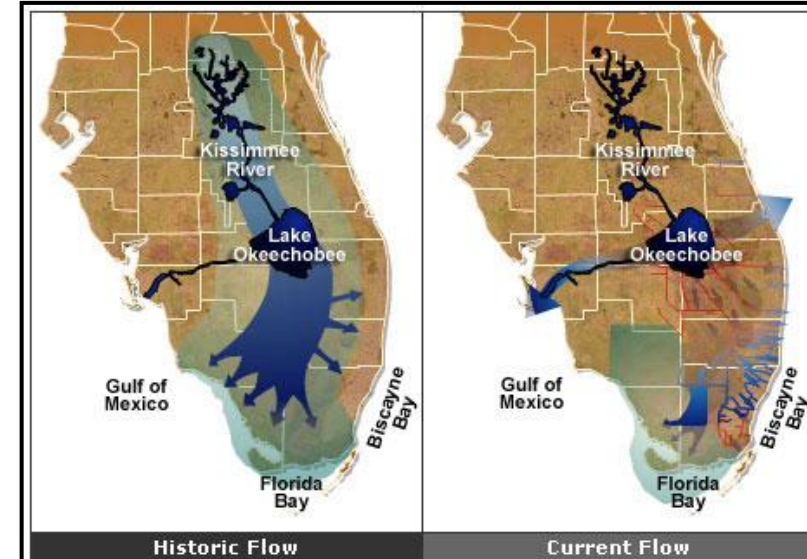 Kissimmee
River
Lake
Okeechobee
Gulf of
Mexico
Biscayne
Bay
Florida
Bay
Historic Flow
Kissimmee
River
Lake
Okeechobee
Gulf of
Mexico
Biscayne
Bay
Florida
Bay
Current Flow